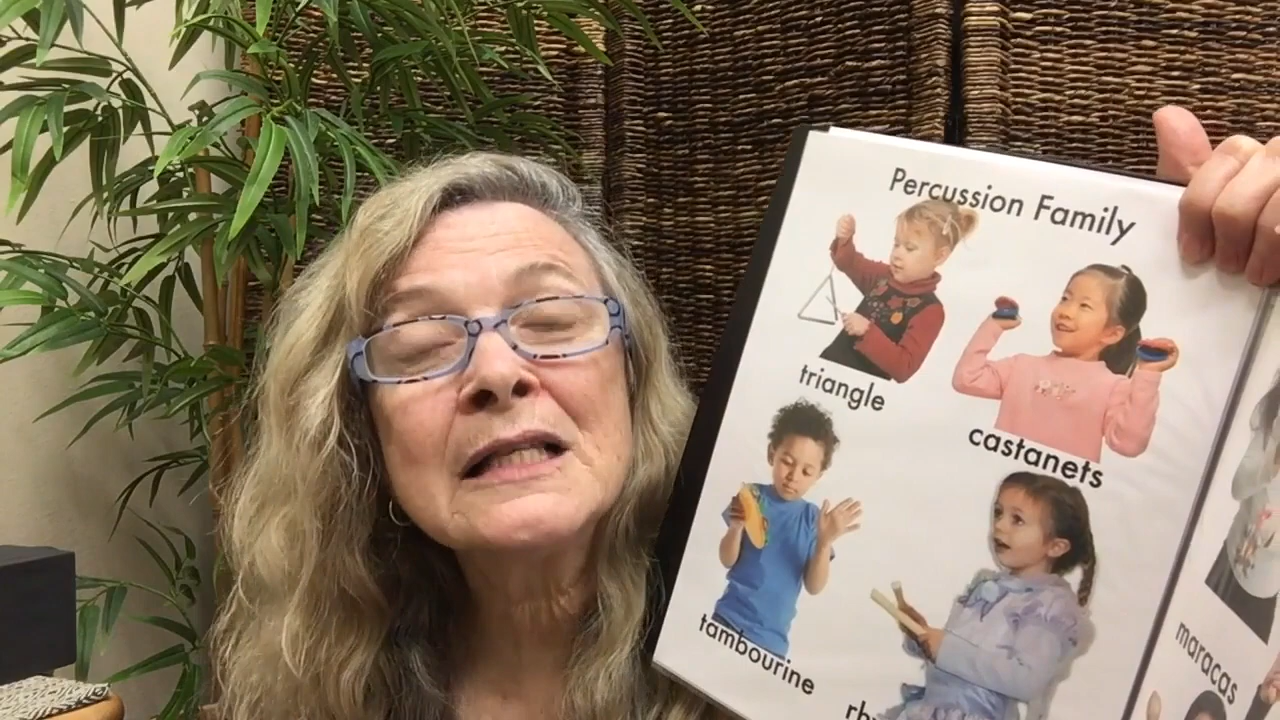 Percussion Family
triangle
castanets
tambourine
maracas